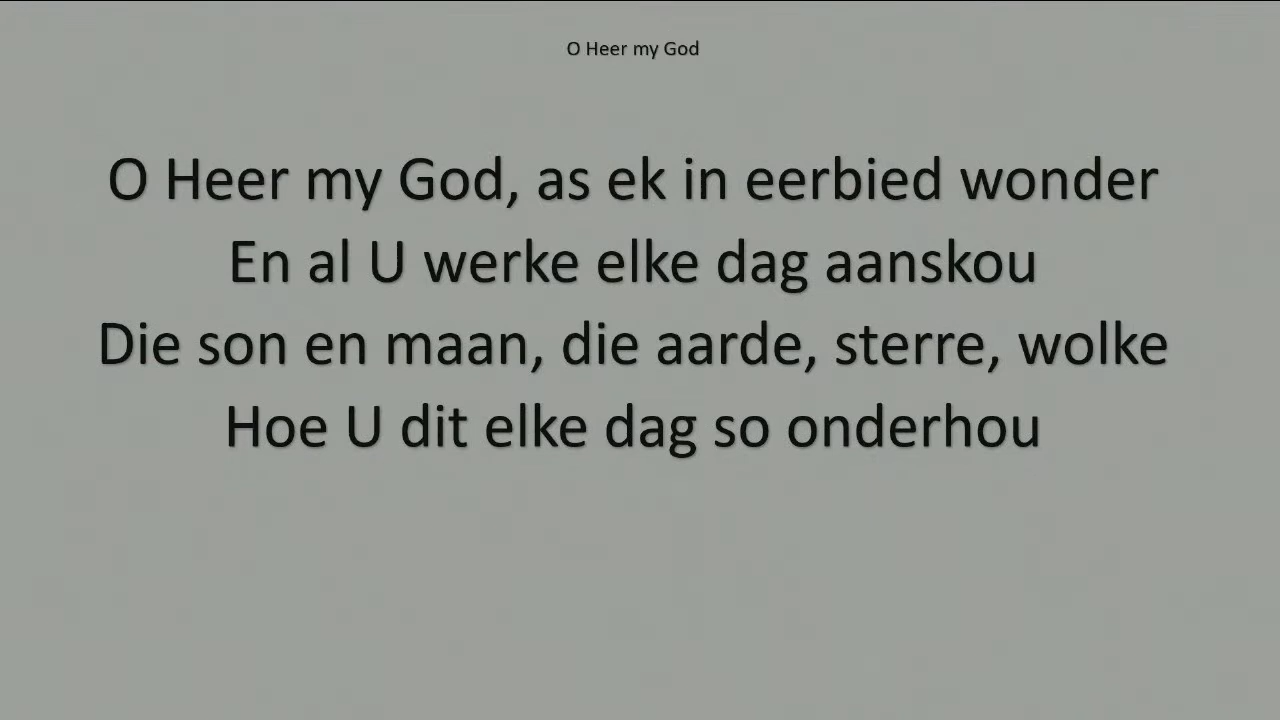 O Heer my God
O Heer my God, as ek in eerbied wonder
En al U werke elke dag aanskou
Die son en maan, die aarde, sterre, wolke
Hoe U dit elke dag so onderhou